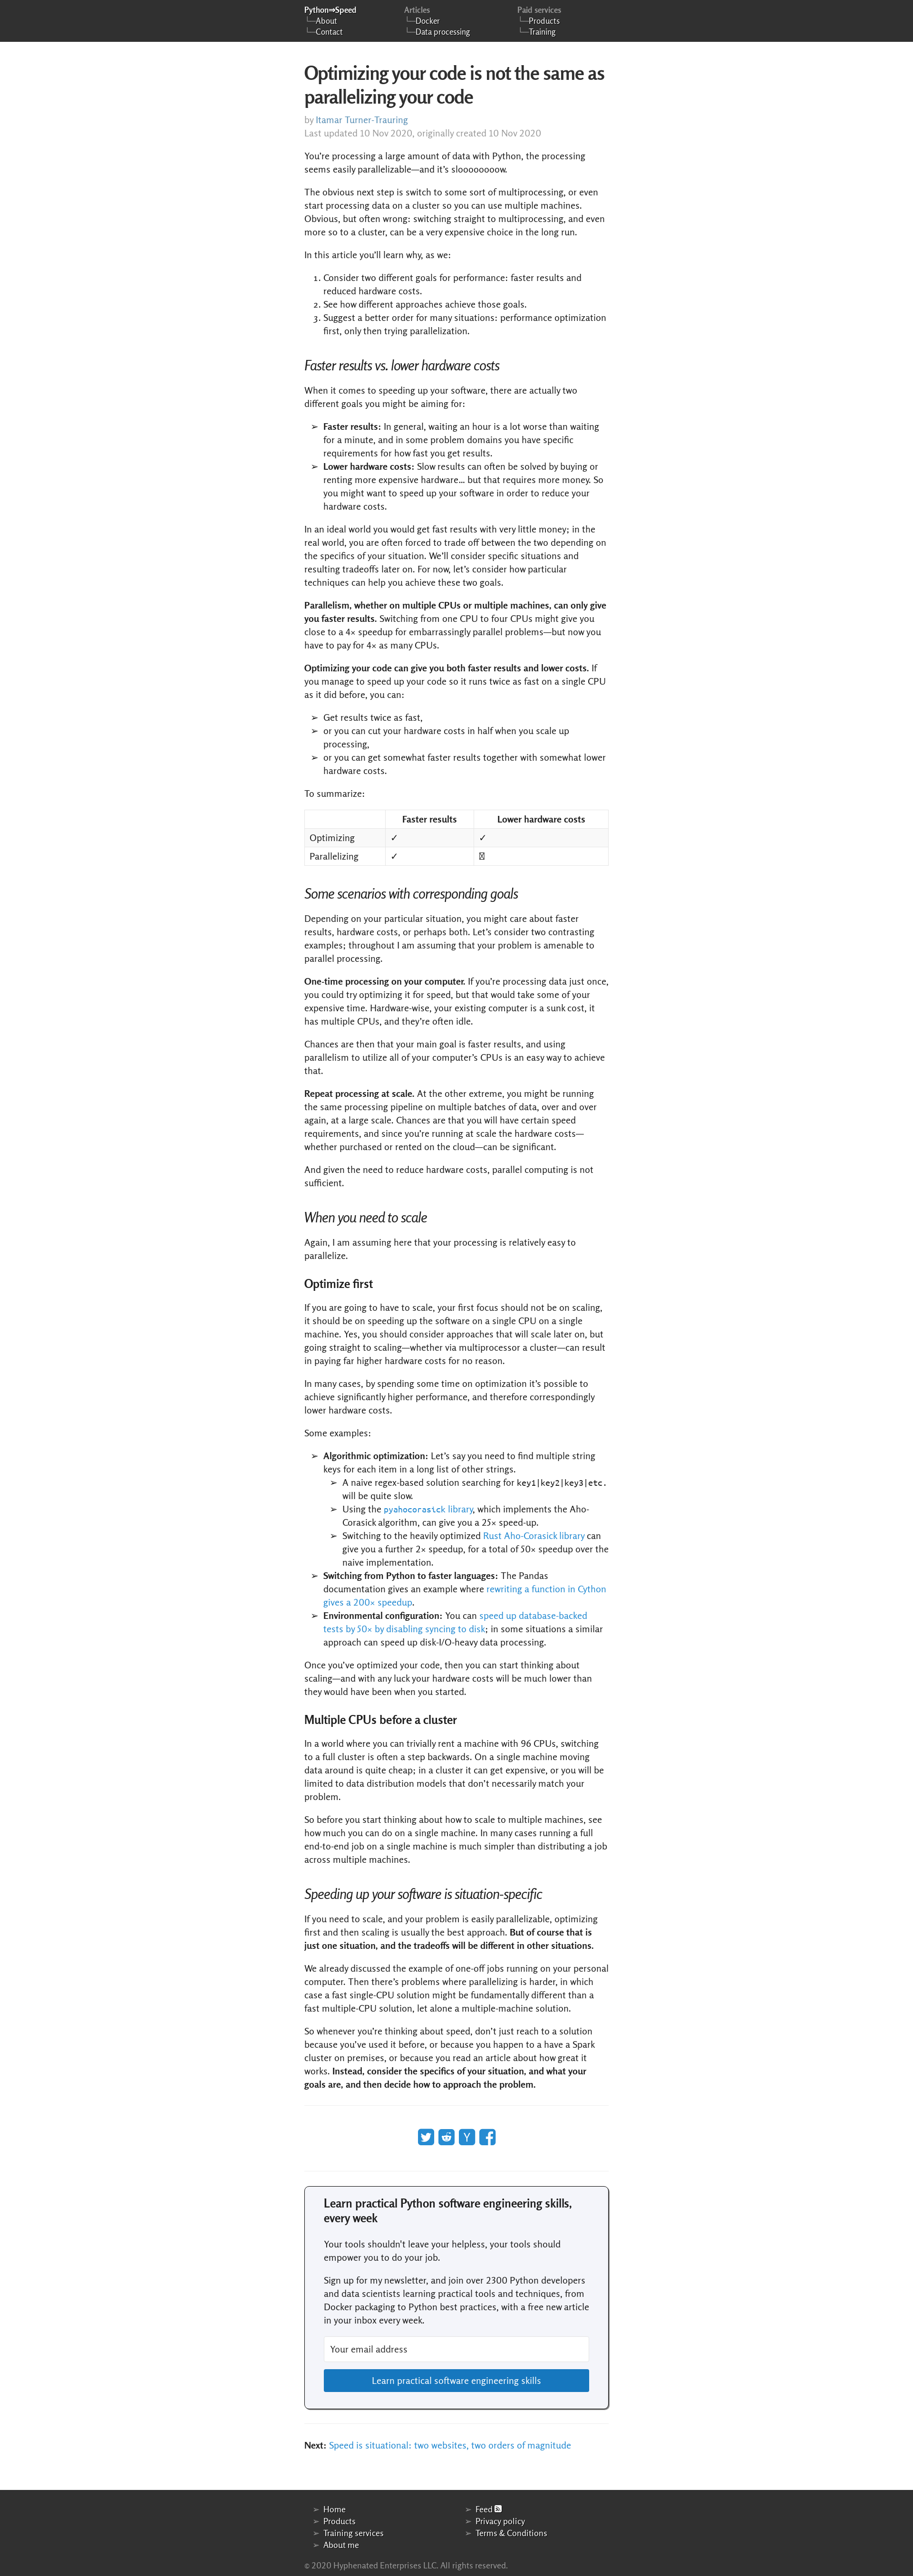 Python⇒Speed
└─About
└─Contact
Articles
└─Docker
└─Data processing
Paid services
└─Products
└─Training
Optimizing your code is not the same as
parallelizing your code
by Itamar Turner-Trauring
Last updated 10 Nov 2020, originally created 10 Nov 2020
You’re processing a large amount of data with Python, the processing
seems easily parallelizable—and it’s sloooooooow.
The obvious next step is switch to some sort of multiprocessing, or even
start processing data on a cluster so you can use multiple machines.
Obvious, but often wrong: switching straight to multiprocessing, and even
more so to a cluster, can be a very expensive choice in the long run.
In this article you’ll learn why, as we:
1. Consider two different goals for performance: faster results and
reduced hardware costs.
2. See how different approaches achieve those goals.
3. Suggest a better order for many situations: performance optimization
first, only then trying parallelization.
Faster results vs. lower hardware costs
When it comes to speeding up your software, there are actually two
different goals you might be aiming for:
➢ Faster results: In general, waiting an hour is a lot worse than waiting
for a minute, and in some problem domains you have specific
requirements for how fast you get results.
➢ Lower hardware costs: Slow results can often be solved by buying or
renting more expensive hardware… but that requires more money. So
you might want to speed up your software in order to reduce your
hardware costs.
In an ideal world you would get fast results with very little money; in the
real world, you are often forced to trade off between the two depending on
the specifics of your situation. We’ll consider specific situations and
resulting tradeoffs later on. For now, let’s consider how particular
techniques can help you achieve these two goals.
Parallelism, whether on multiple CPUs or multiple machines, can only give
you faster results. Switching from one CPU to four CPUs might give you
close to a 4× speedup for embarrassingly parallel problems—but now you
have to pay for 4× as many CPUs.
Optimizing your code can give you both faster results and lower costs. If
you manage to speed up your code so it runs twice as fast on a single CPU
as it did before, you can:
➢ Get results twice as fast,
➢ or you can cut your hardware costs in half when you scale up
processing,
➢ or you can get somewhat faster results together with somewhat lower
hardware costs.
To summarize:
Faster results Lower hardware costs
Optimizing ✓ ✓
Parallelizing ✓
Some scenarios with corresponding goals
Depending on your particular situation, you might care about faster
results, hardware costs, or perhaps both. Let’s consider two contrasting
examples; throughout I am assuming that your problem is amenable to
parallel processing.
One-time processing on your computer. If you’re processing data just once,
you could try optimizing it for speed, but that would take some of your
expensive time. Hardware-wise, your existing computer is a sunk cost, it
has multiple CPUs, and they’re often idle.
Chances are then that your main goal is faster results, and using
parallelism to utilize all of your computer’s CPUs is an easy way to achieve
that.
Repeat processing at scale. At the other extreme, you might be running
the same processing pipeline on multiple batches of data, over and over
again, at a large scale. Chances are that you will have certain speed
requirements, and since you’re running at scale the hardware costs—
whether purchased or rented on the cloud—can be significant.
And given the need to reduce hardware costs, parallel computing is not
sufficient.
When you need to scale
Again, I am assuming here that your processing is relatively easy to
parallelize.
Optimize first
If you are going to have to scale, your first focus should not be on scaling,
it should be on speeding up the software on a single CPU on a single
machine. Yes, you should consider approaches that will scale later on, but
going straight to scaling—whether via multiprocessor a cluster—can result
in paying far higher hardware costs for no reason.
In many cases, by spending some time on optimization it’s possible to
achieve significantly higher performance, and therefore correspondingly
lower hardware costs.
Some examples:
➢ Algorithmic optimization: Let’s say you need to find multiple string
keys for each item in a long list of other strings.
➢ A naive regex-based solution searching for key1|key2|key3|etc.
will be quite slow.
➢ Using the pyahocorasick library, which implements the Aho-
Corasick algorithm, can give you a 25× speed-up.
➢ Switching to the heavily optimized Rust Aho-Corasick library can
give you a further 2× speedup, for a total of 50× speedup over the
naive implementation.
➢ Switching from Python to faster languages: The Pandas
documentation gives an example where rewriting a function in Cython
gives a 200× speedup.
➢ Environmental configuration: You can speed up database-backed
tests by 50× by disabling syncing to disk; in some situations a similar
approach can speed up disk-I/O-heavy data processing.
Once you’ve optimized your code, then you can start thinking about
scaling—and with any luck your hardware costs will be much lower than
they would have been when you started.
Multiple CPUs before a cluster
In a world where you can trivially rent a machine with 96 CPUs, switching
to a full cluster is often a step backwards. On a single machine moving
data around is quite cheap; in a cluster it can get expensive, or you will be
limited to data distribution models that don’t necessarily match your
problem.
So before you start thinking about how to scale to multiple machines, see
how much you can do on a single machine. In many cases running a full
end-to-end job on a single machine is much simpler than distributing a job
across multiple machines.
Speeding up your software is situation-specific
If you need to scale, and your problem is easily parallelizable, optimizing
first and then scaling is usually the best approach. But of course that is
just one situation, and the tradeoffs will be different in other situations.
We already discussed the example of one-off jobs running on your personal
computer. Then there’s problems where parallelizing is harder, in which
case a fast single-CPU solution might be fundamentally different than a
fast multiple-CPU solution, let alone a multiple-machine solution.
So whenever you’re thinking about speed, don’t just reach to a solution
because you’ve used it before, or because you happen to have a Spark
cluster on premises, or because you read an article about how great it
works. Instead, consider the specifics of your situation, and what your
goals are, and then decide how to approach the problem.
Learn practical Python software engineering skills,
every week
Your tools shouldn’t leave your helpless, your tools should
empower you to do your job.
Sign up for my newsletter, and join over 2300 Python developers
and data scientists learning practical tools and techniques, from
Docker packaging to Python best practices, with a free new article
in your inbox every week.
Your email address
Learn practical software engineering skills
Next: Speed is situational: two websites, two orders of magnitude
➢ Home
➢ Products
➢ Training services
➢ About me
➢ Feed
➢ Privacy policy
➢ Terms & Conditions
© 2020 Hyphenated Enterprises LLC. All rights reserved.